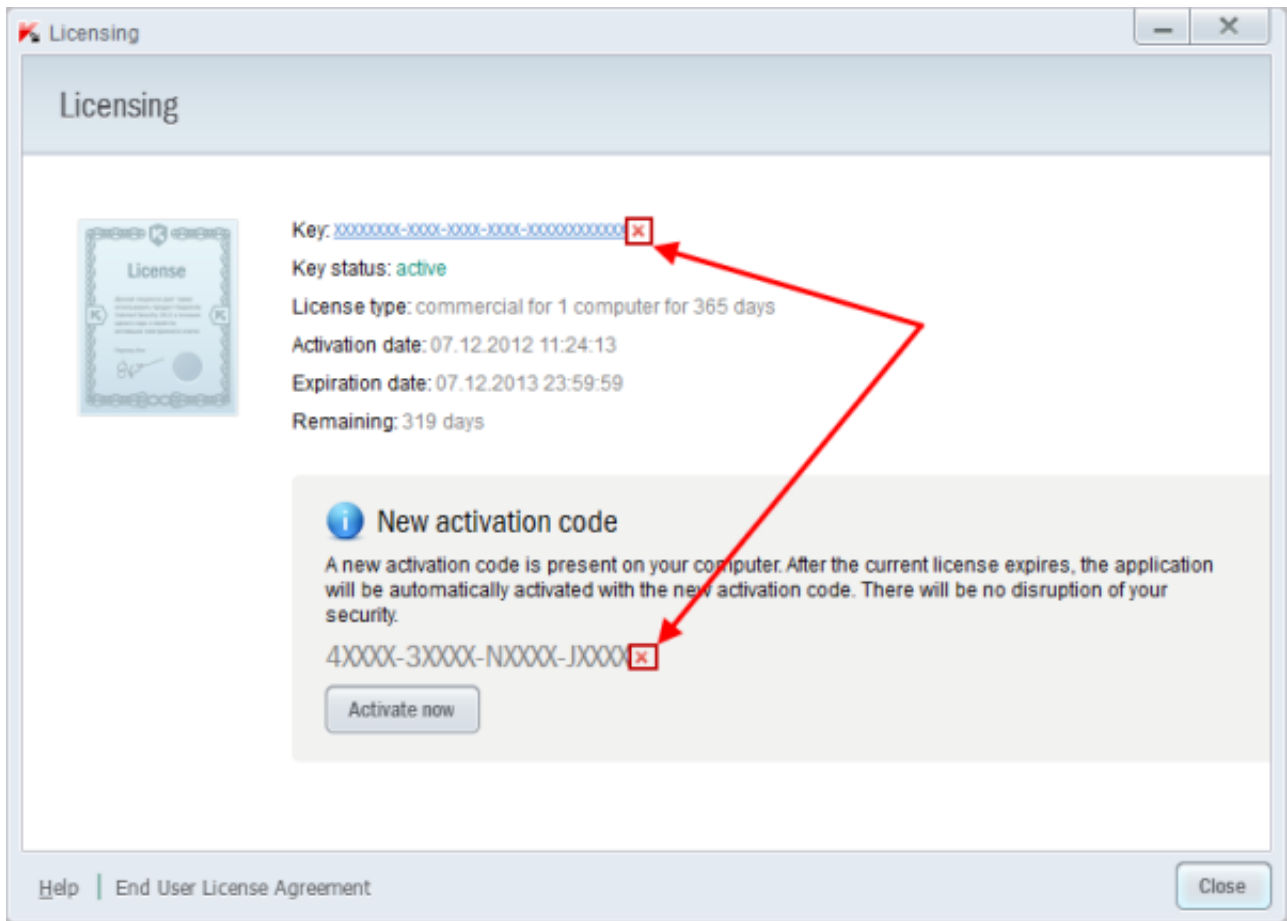 Licensing
Licensing
License
Key: XXXXXXXX-XXXX-XXXX-XXXX-XXXXXXXXXXXX
Key status: active
License type: commercial for 1 computer for 365 days
Activation date: 07.12.2012 11:24:13
Expiration date: 07.12.2013 23:59:59
Remaining: 319 days
New activation code
A new activation code is present on your computer. After the current license expires, the application
will be automatically activated with the new activation code. There will be no disruption of your
security.
4XXXX-3XXXX-NXXXX-JXXXX
Activate now
Help | End User License Agreement
Close